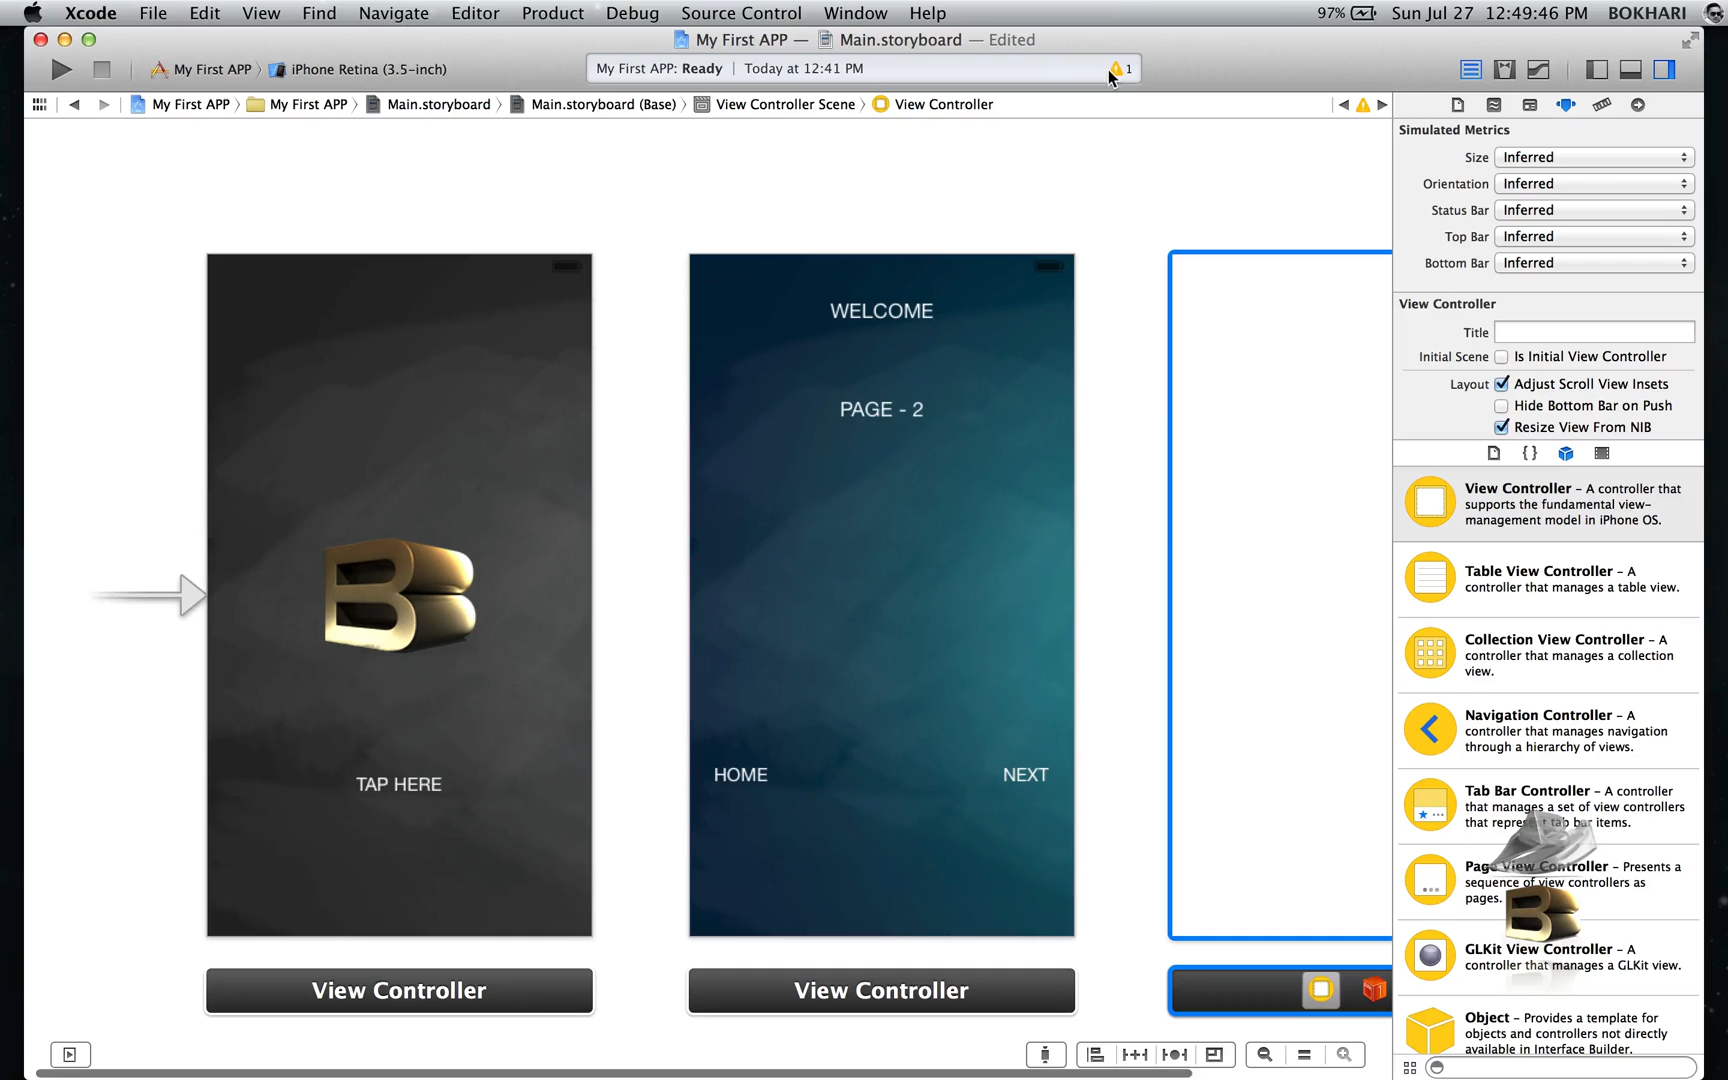 Xcode File Edit View Find Navigate Editor Product Debug Source Control Window Help 97% Sun Jul 27 12:49:46 PM BOKHARI
My First APP — Main.storyboard — Edited
My First APP iPhone Retina (3.5-inch) My First APP: Ready Today at 12:41 PM 1
My First APP My First APP Main.storyboard Main.storyboard (Base) View Controller Scene View Controller
Simulated Metrics
Size Inferred
Orientation Inferred
Status Bar Inferred
Top Bar Inferred
Bottom Bar Inferred
View Controller
Title
Initial Scene Is Initial View Controller
Layout Adjust Scroll View Insets
Hide Bottom Bar on Push
Resize View From NIB
View Controller – A controller that
supports the fundamental view-
management model in iPhone OS.
Table View Controller – A
controller that manages a table view.
Collection View Controller – A
controller that manages a collection
view.
Navigation Controller – A
controller that manages navigation
through a hierarchy of views.
Tab Bar Controller – A controller
that manages a set of view controllers
that represent tab bar items.
Page View Controller – Presents a
sequence of view controllers as
pages.
GLKit View Controller – A
controller that manages a GLKit view.
Object – Provides a template for
objects and controllers not directly
available in Interface Builder.
B
TAP HERE
View Controller
WELCOME
PAGE - 2
HOME NEXT
View Controller
B